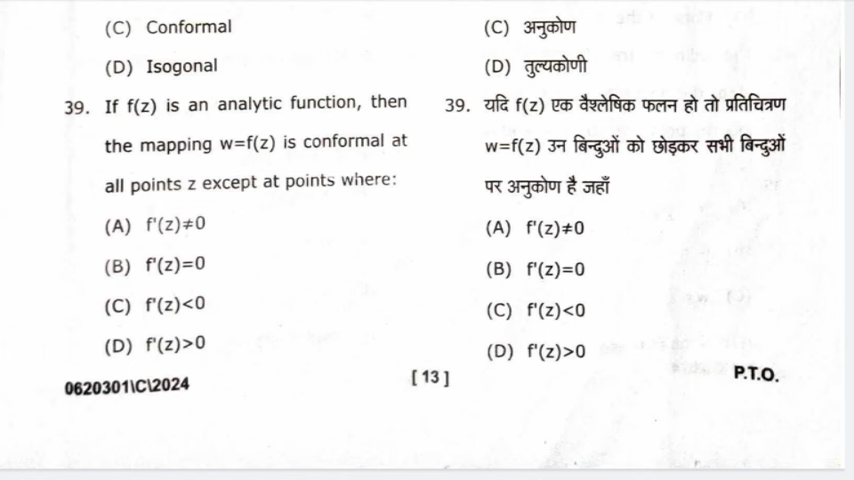 (C) Conformal
(D) Isogonal
39. If f(z) is an analytic function, then
the mapping w=f(z) is conformal at
all points z except at points where:
(A) f'(z)≠0
(B) f'(z)=0
(C) f'(z)<0
(D) f'(z)>0
(C) अनुकोण
(D) तुल्यकोणी
39. यदि f(z) एक वैश्लेषिक फलन हो तो प्रतिचित्रण
w=f(z) उन बिन्दुओं को छोड़कर सभी बिन्दुओं
पर अनुकोण है जहाँ
(A) f'(z)≠0
(B) f'(z)=0
(C) f'(z)<0
(D) f'(z)>0
0620301\C\2024
[ 13 ]
P.T.O.